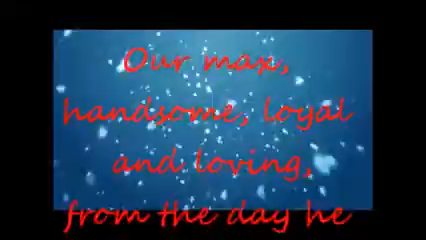 Our max,
handsome, loyal
and loving,
from the day he